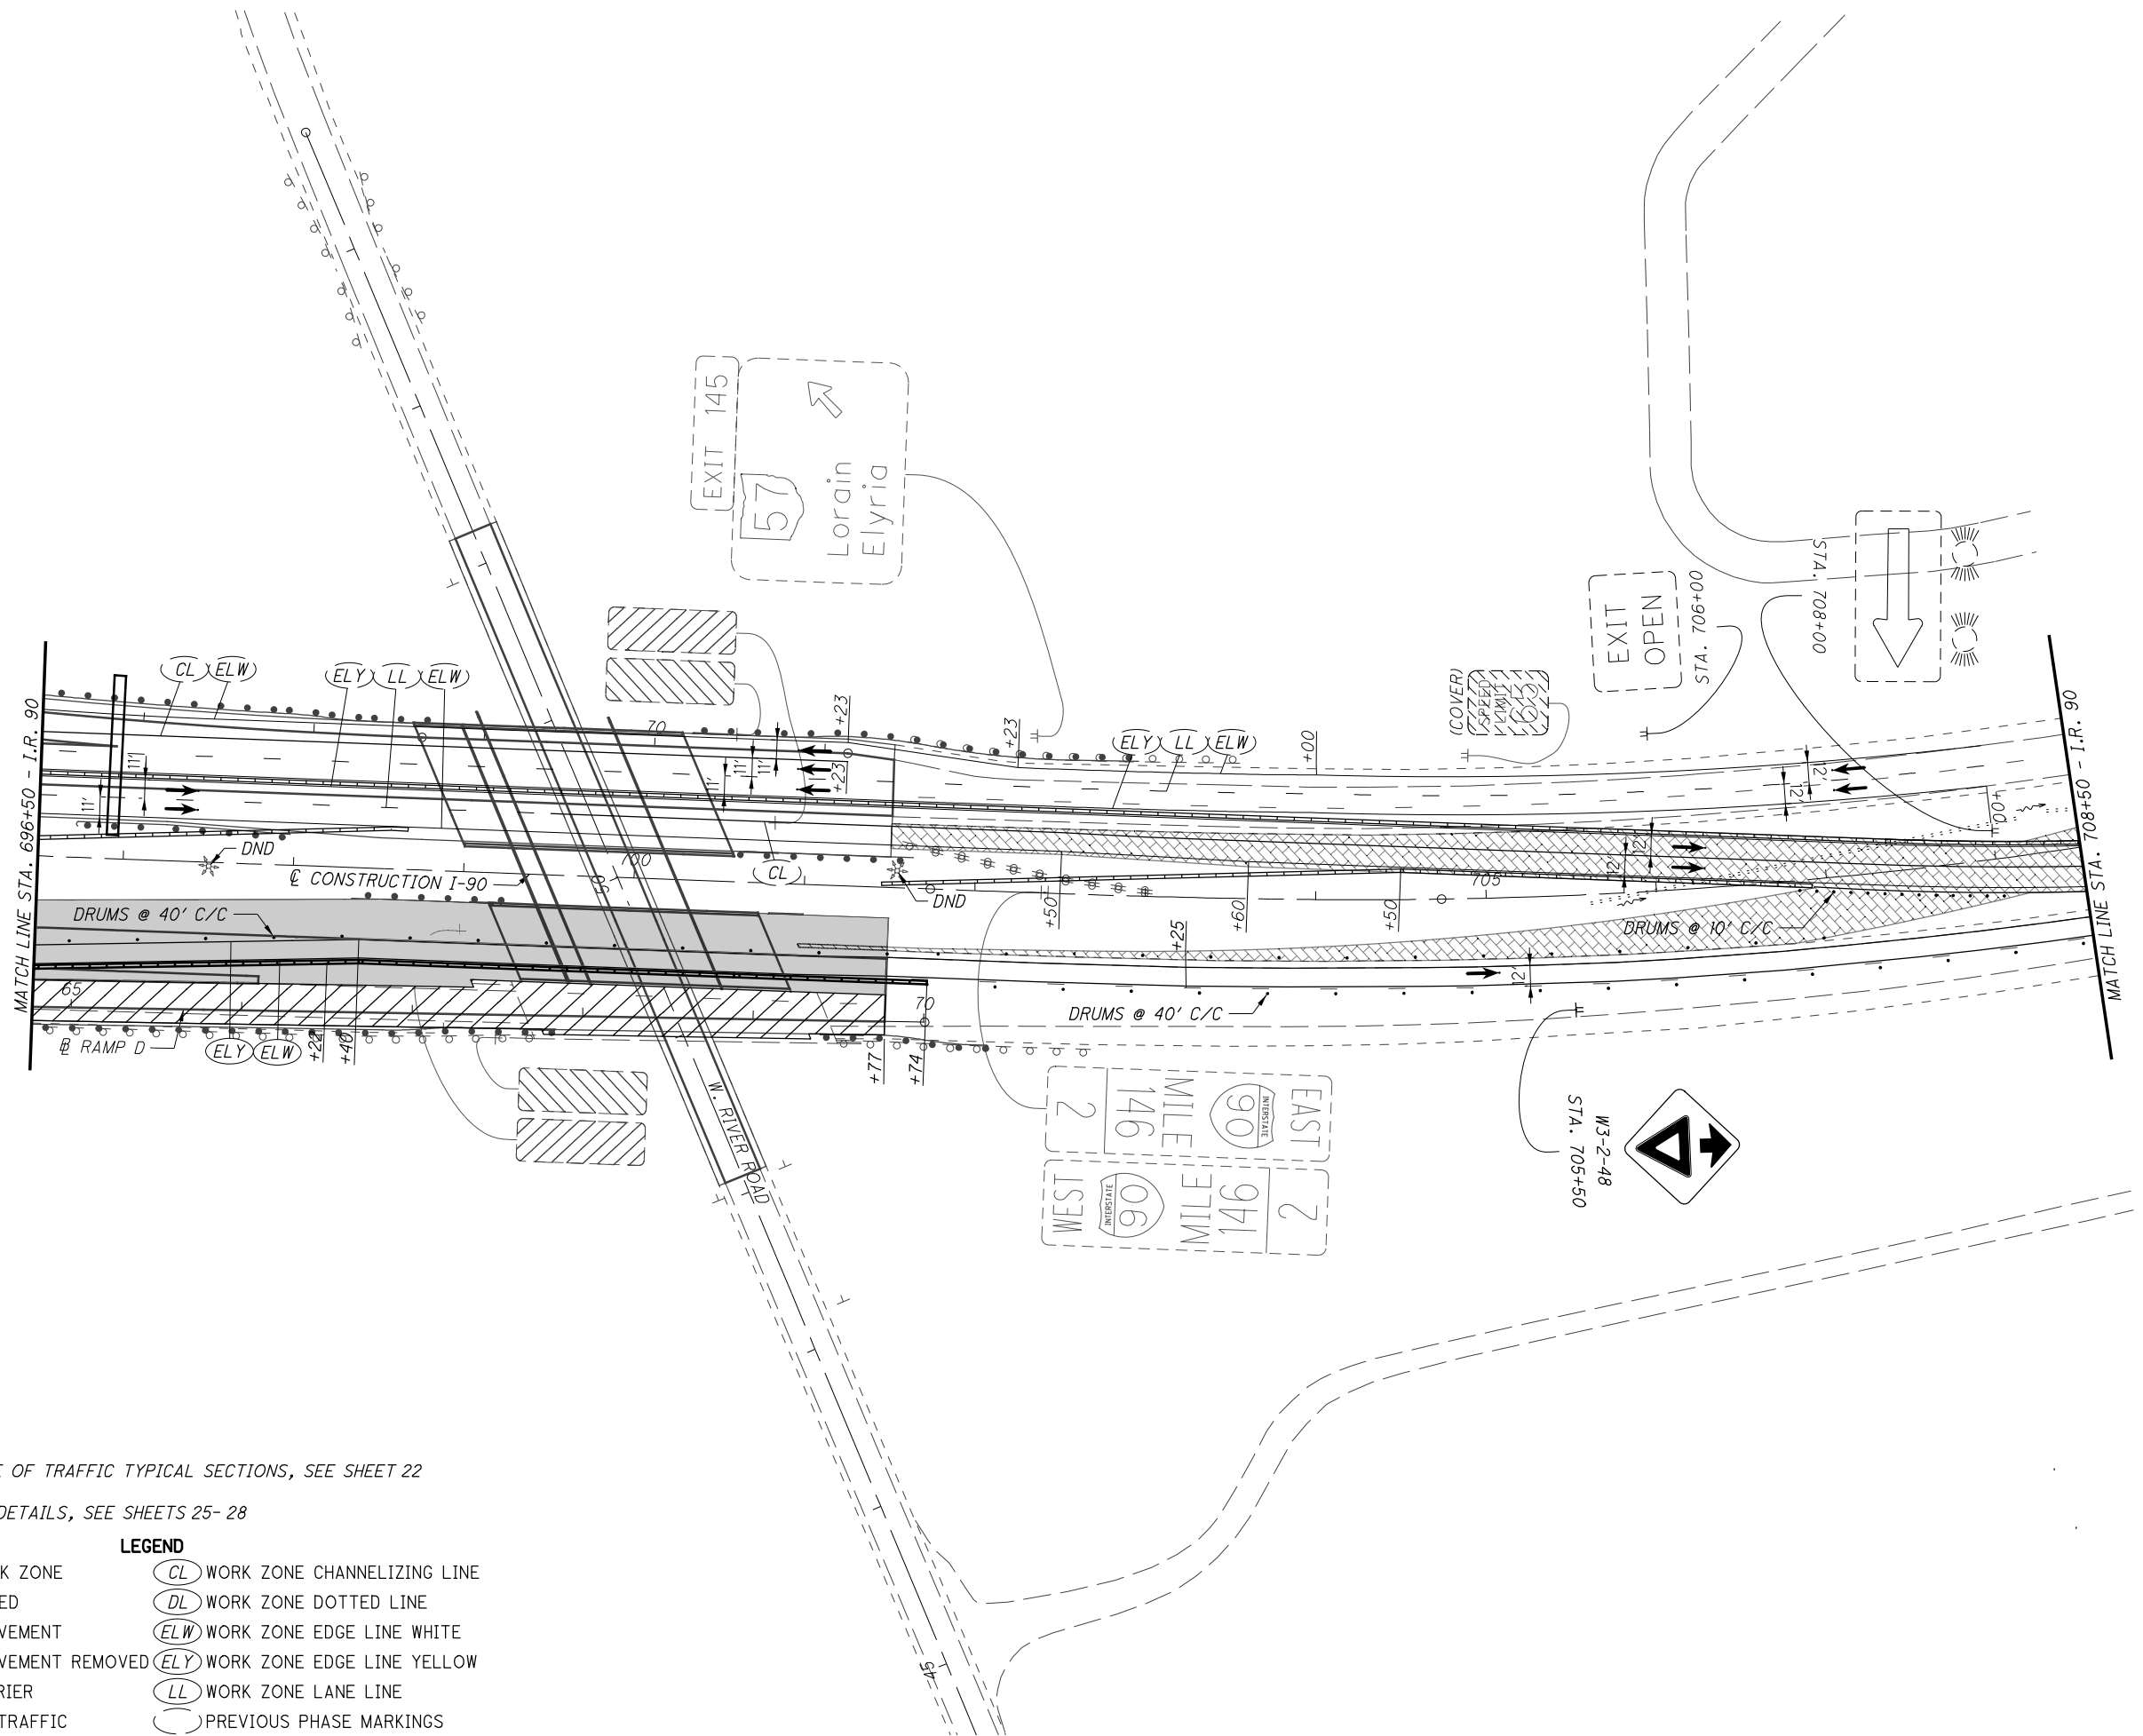 EXIT 145
57
Lorain
Elyria
STA. 708+00
EXIT
OPEN
STA. 706+00
(COVER)
SPEED
LIMIT
65
MATCH LINE STA. 696+50 - I.R. 90
CL
ELW
ELY
LL
ELW
70
+23
+23
+23
ELY
LL
ELW
+00
11'
11'
11'
11'
11'
12'
12'
12'
12'
+00
MATCH LINE STA. 708+50 - I.R. 90
DND
700
CL
℄ CONSTRUCTION I-90
50
DND
+50
+60
+50
705
DRUMS @ 40' C/C
+25
DRUMS @ 10' C/C
12'
65
70
DRUMS @ 40' C/C
RAMP D
ELY
ELW
+22
+40
+77
+74
W. RIVER ROAD
EAST
INTERSTATE
90
MILE
146
2
WEST
INTERSTATE
90
MILE
146
2
W3-2-48
STA. 705+50
45
OF TRAFFIC TYPICAL SECTIONS, SEE SHEET 22
DETAILS, SEE SHEETS 25-28
LEGEND
K ZONE
CL WORK ZONE CHANNELIZING LINE
ED
DL WORK ZONE DOTTED LINE
VEMENT
ELW WORK ZONE EDGE LINE WHITE
VEMENT REMOVED
ELY WORK ZONE EDGE LINE YELLOW
RIER
LL WORK ZONE LANE LINE
TRAFFIC
PREVIOUS PHASE MARKINGS